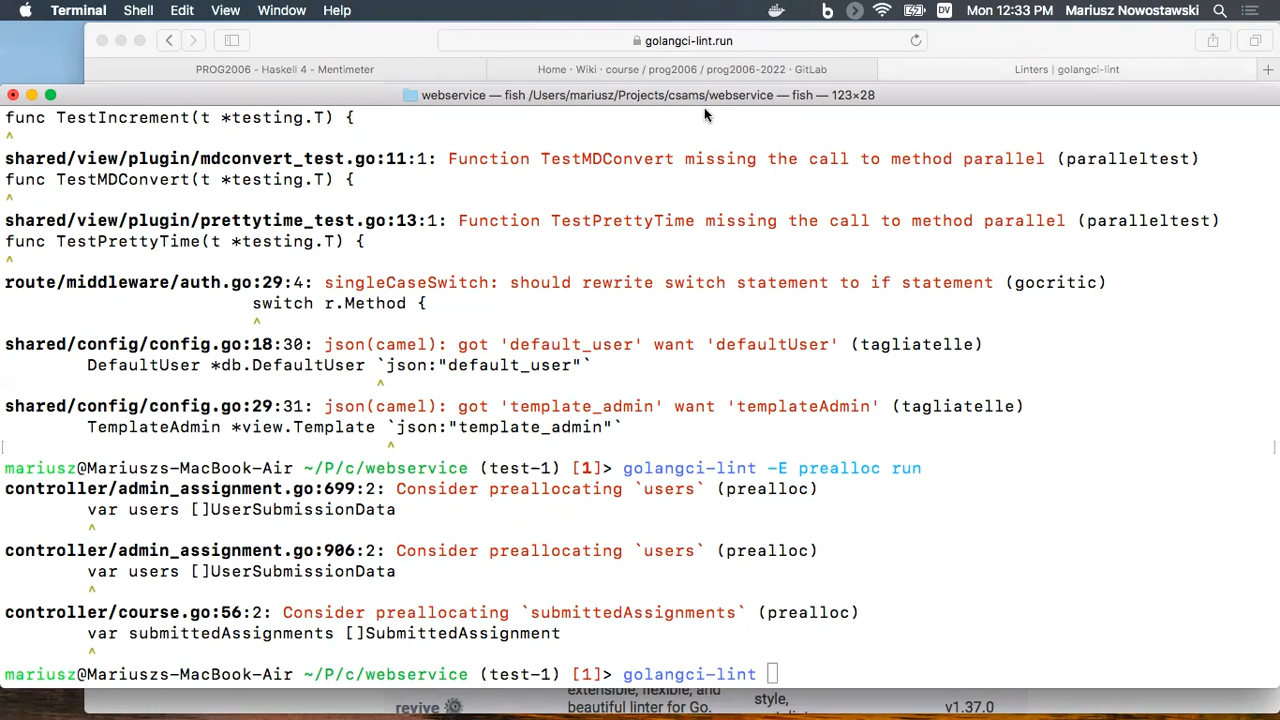 Terminal Shell Edit View Window Help DV Mon 12:33 PM Mariusz Nowostawski
golangci-lint.run
PROG2006 - Haskell 4 - Mentimeter Home · Wiki · course / prog2006 / prog2006-2022 · GitLab Linters | golangci-lint
webservice — fish /Users/mariusz/Projects/csams/webservice — fish — 123×28
func TestIncrement(t *testing.T) {
^
shared/view/plugin/mdconvert_test.go:11:1: Function TestMDConvert missing the call to method parallel (paralleltest)
func TestMDConvert(t *testing.T) {
^
shared/view/plugin/prettytime_test.go:13:1: Function TestPrettyTime missing the call to method parallel (paralleltest)
func TestPrettyTime(t *testing.T) {
^
route/middleware/auth.go:29:4: singleCaseSwitch: should rewrite switch statement to if statement (gocritic)
switch r.Method {
^
shared/config/config.go:18:30: json(camel): got 'default_user' want 'defaultUser' (tagliatelle)
DefaultUser *db.DefaultUser `json:"default_user"`
^
shared/config/config.go:29:31: json(camel): got 'template_admin' want 'templateAdmin' (tagliatelle)
TemplateAdmin *view.Template `json:"template_admin"`
^
mariusz@Mariuszs-MacBook-Air ~/P/c/webservice (test-1) [1]> golangci-lint -E prealloc run
controller/admin_assignment.go:699:2: Consider preallocating `users` (prealloc)
var users []UserSubmissionData
^
controller/admin_assignment.go:906:2: Consider preallocating `users` (prealloc)
var users []UserSubmissionData
^
controller/course.go:56:2: Consider preallocating `submittedAssignments` (prealloc)
var submittedAssignments []SubmittedAssignment
^
mariusz@Mariuszs-MacBook-Air ~/P/c/webservice (test-1) [1]> golangci-lint
extensible, flexible, and style,
revive beautiful linter for Go. v1.37.0